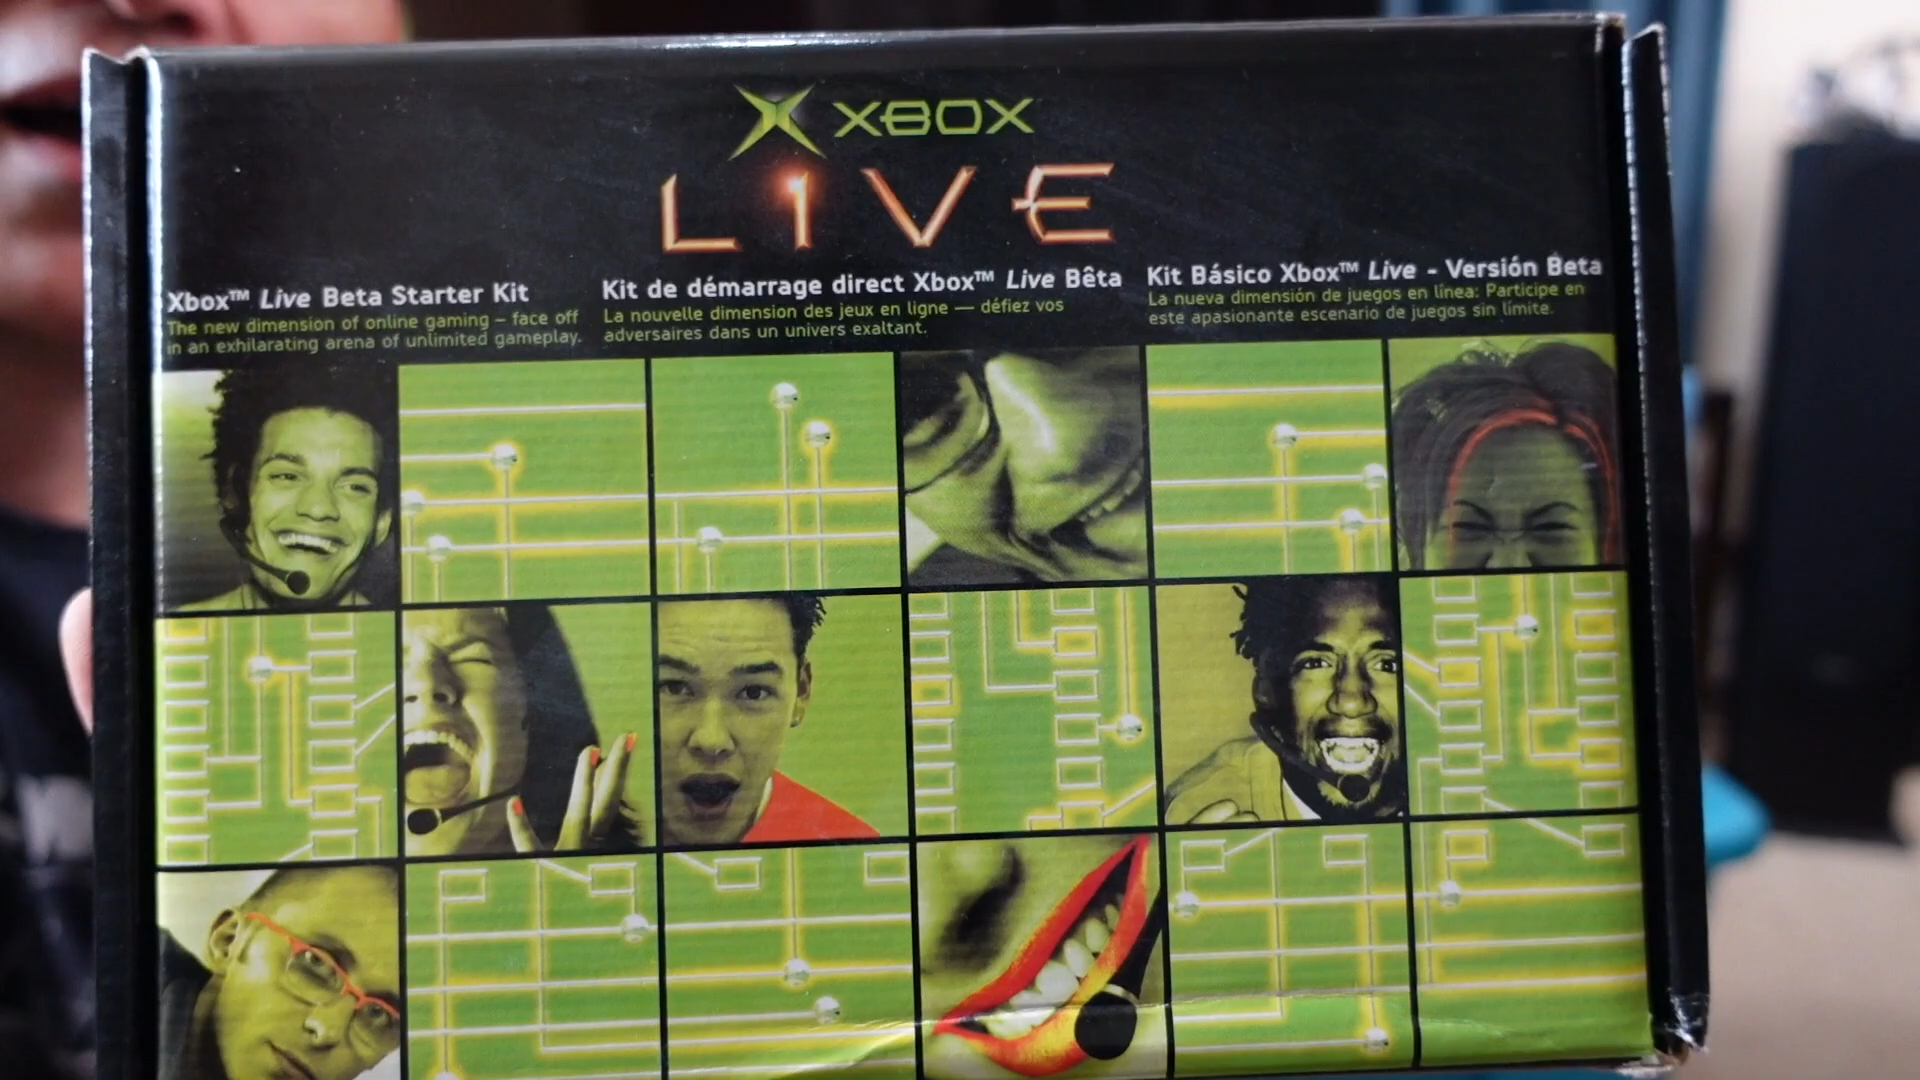 XBOX
LIVE
Xbox™ Live Beta Starter Kit
The new dimension of online gaming – face off
in an exhilarating arena of unlimited gameplay.
Kit de démarrage direct Xbox™ Live Bêta
La nouvelle dimension des jeux en ligne — défiez vos
adversaires dans un univers exaltant.
Kit Básico Xbox™ Live - Versión Beta
La nueva dimensión de juegos en línea: Participe en
este apasionante escenario de juegos sin límite.